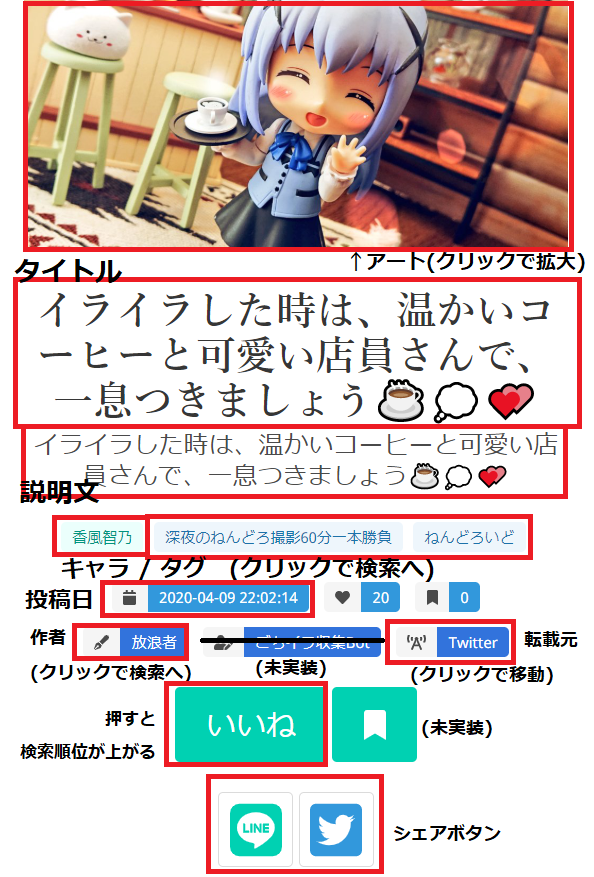 ↑アート(クリックで拡大)
タイトル
イライラした時は、温かいコ
ーヒーと可愛い店員さんで、
一息つきましょう☕💭💕
イライラした時は、温かいコーヒーと可愛い店
員さんで、一息つきましょう☕💭💕
説明文
香風智乃 深夜のねんどろ撮影60分一本勝負 ねんどろいど
キャラ / タグ (クリックで検索へ)
投稿日 2020-04-09 22:02:14 20 0
作者 放浪者 ごちイラ収集Bot Twitter 転載元
(クリックで検索へ) (未実装) (クリックで移動)
押すと
検索順位が上がる
いいね
(未実装)
LINE
シェアボタン